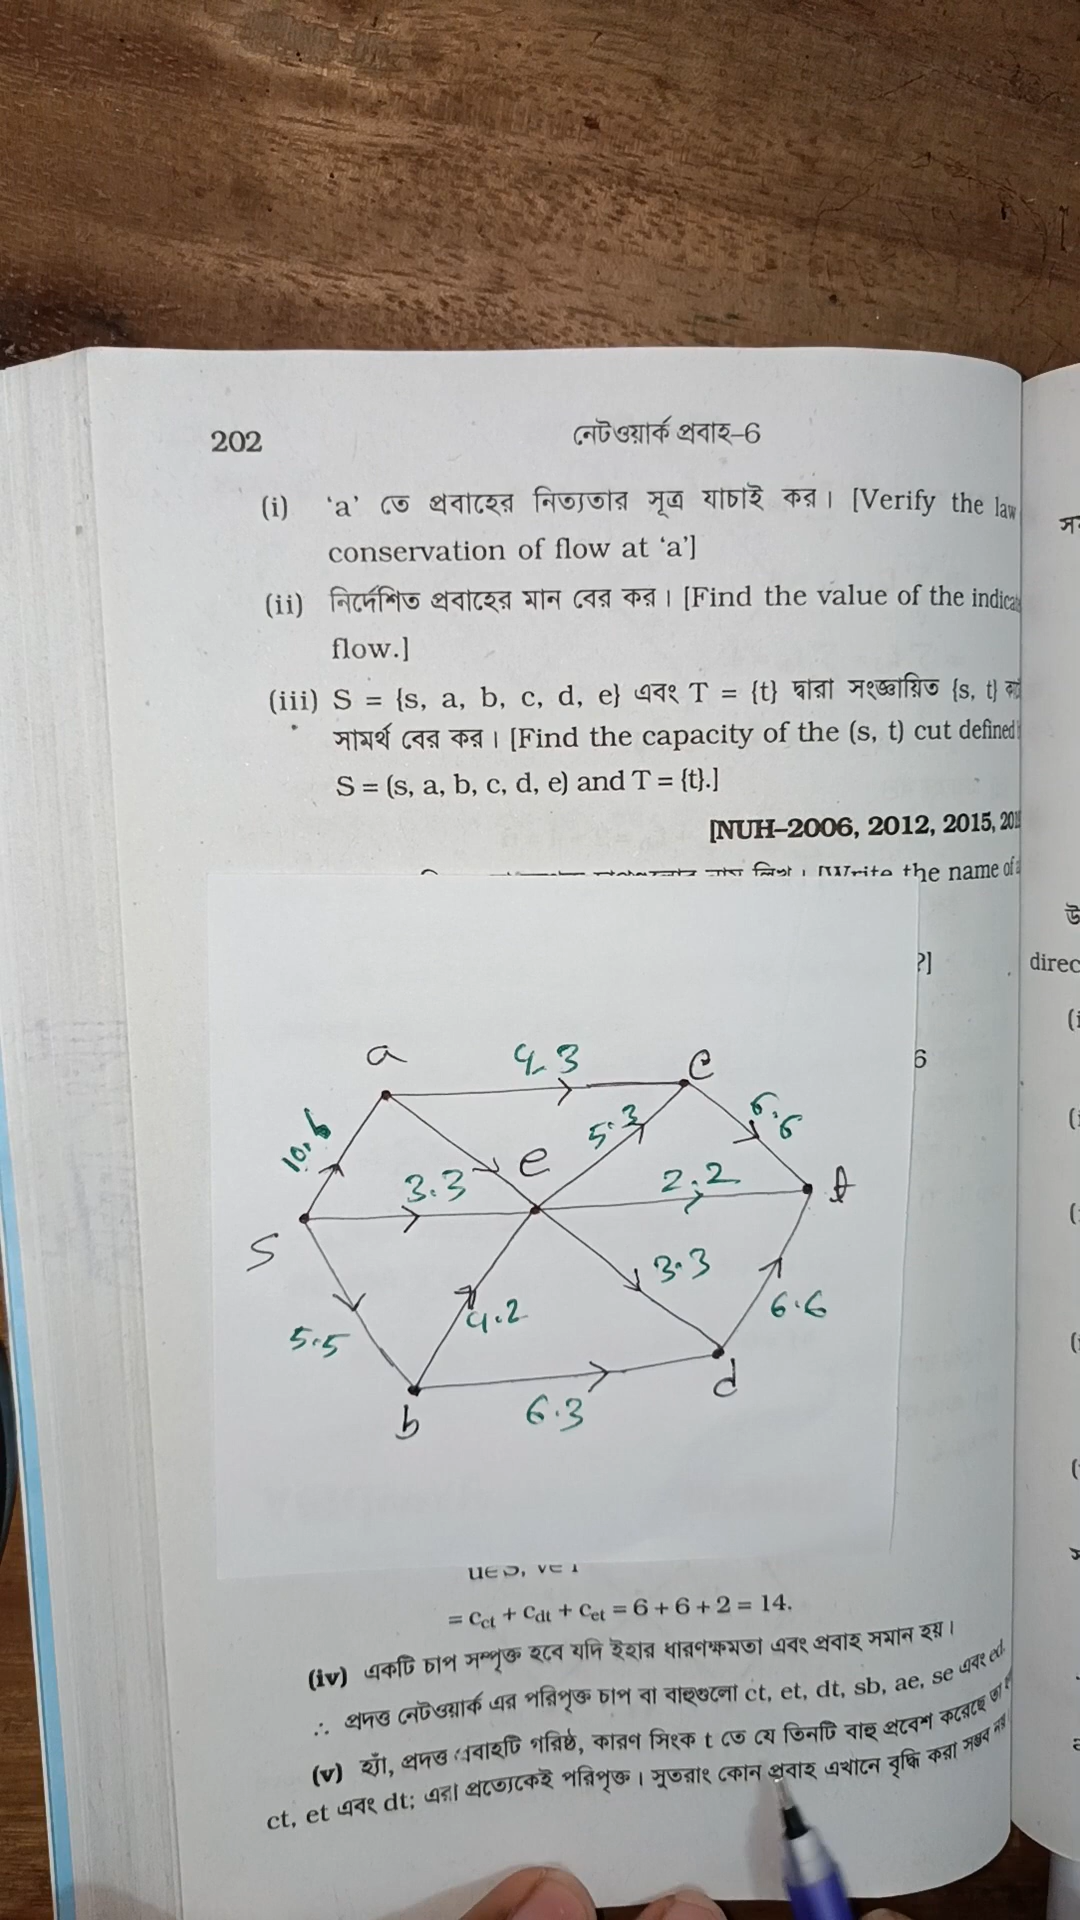 202
নেটওয়ার্ক প্রবাহ-6
(i) 'a' তে প্রবাহের নিত্যতার সূত্র যাচাই কর। [Verify the law
conservation of flow at 'a']
(ii) নির্দেশিত প্রবাহের মান বের কর। [Find the value of the indica
flow.]
(iii) S = {s, a, b, c, d, e} এবং T = {t} দ্বারা সংজ্ঞায়িত {s, t}
সামর্থ বের কর। [Find the capacity of the (s, t) cut defined
S = (s, a, b, c, d, e) and T = {t}.]
[NUH–2006, 2012, 2015, 201
লিখ। [Write the name of
?]
6
a
4.3
c
10.6
5.3
6.6
e
3.3
2.2
t
S
3.3
5.5
4.2
6.6
d
b
6.3
= c_ct + c_dt + c_et = 6 + 6 + 2 = 14.
(iv) একটি চাপ সম্পৃক্ত হবে যদি ইহার ধারণক্ষমতা এবং প্রবাহ সমান হয়।
∴ প্রদত্ত নেটওয়ার্ক এর পরিপৃক্ত চাপ বা বাহুগুলো ct, et, dt, sb, ae, se এবং ed.
(v) হ্যাঁ, প্রদত্ত প্রবাহটি গরিষ্ঠ, কারণ সিংক t তে যে তিনটি বাহু প্রবেশ করেছে তা
ct, et এবং dt; এরা প্রত্যেকেই পরিপৃক্ত। সুতরাং কোন প্রবাহ এখানে বৃদ্ধি করা সম্ভব নয়।
direc